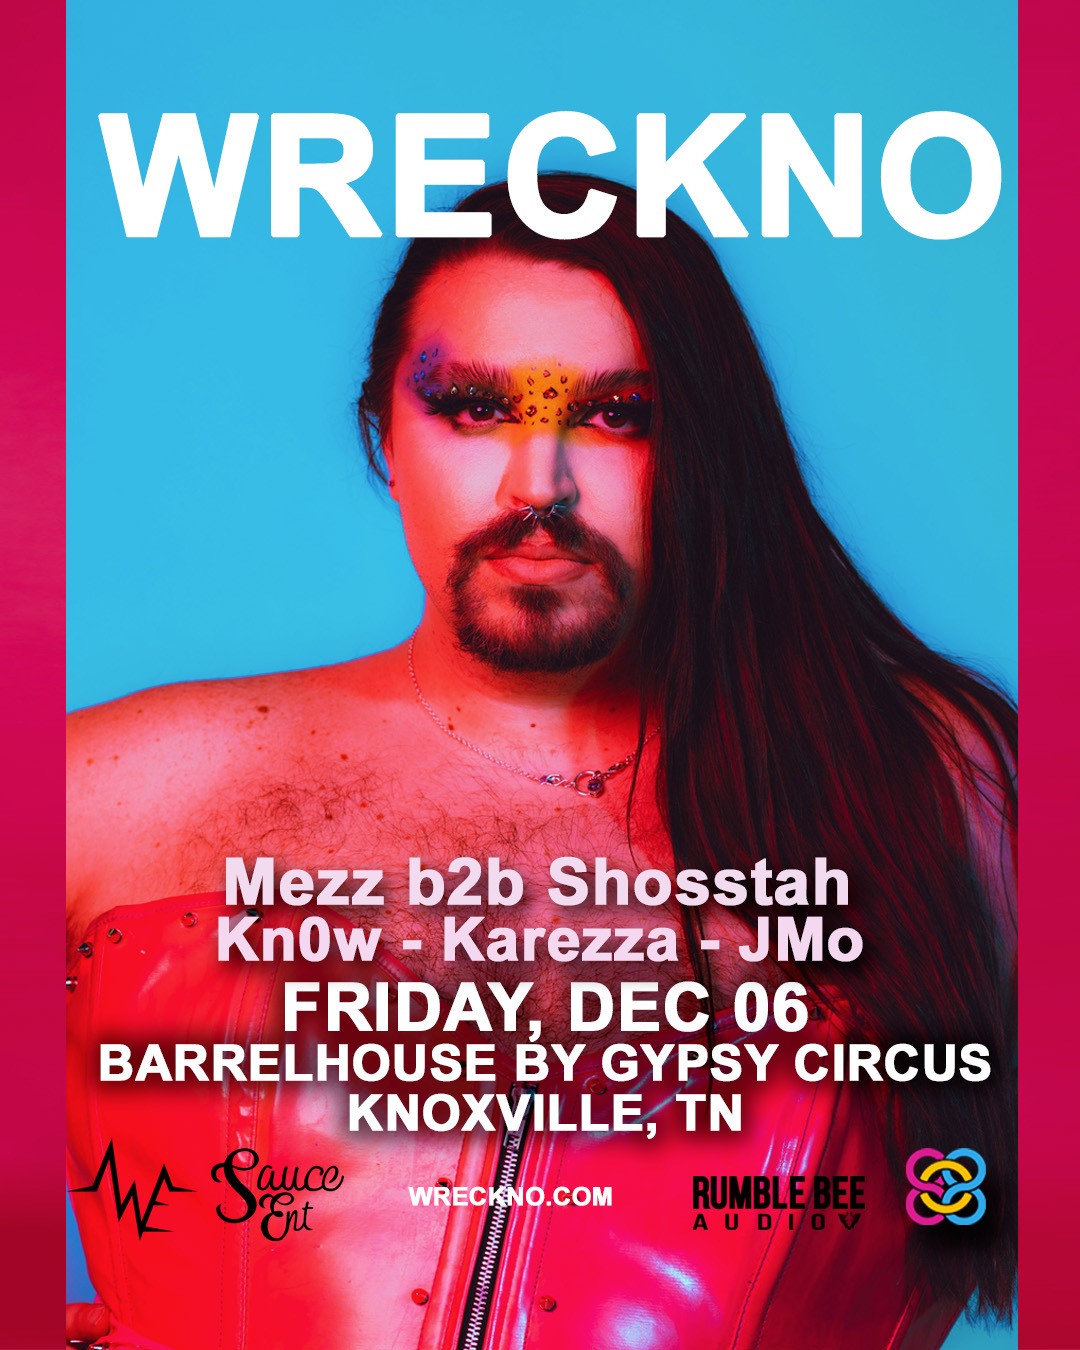 WRECKNO
Mezz b2b Shosstah
Kn0w - Karezza - JMo
FRIDAY, DEC 06
BARRELHOUSE BY GYPSY CIRCUS
KNOXVILLE, TN
WE
Sauce
Ent
WRECKNO.COM
RUMBLE BEE
AUDIO